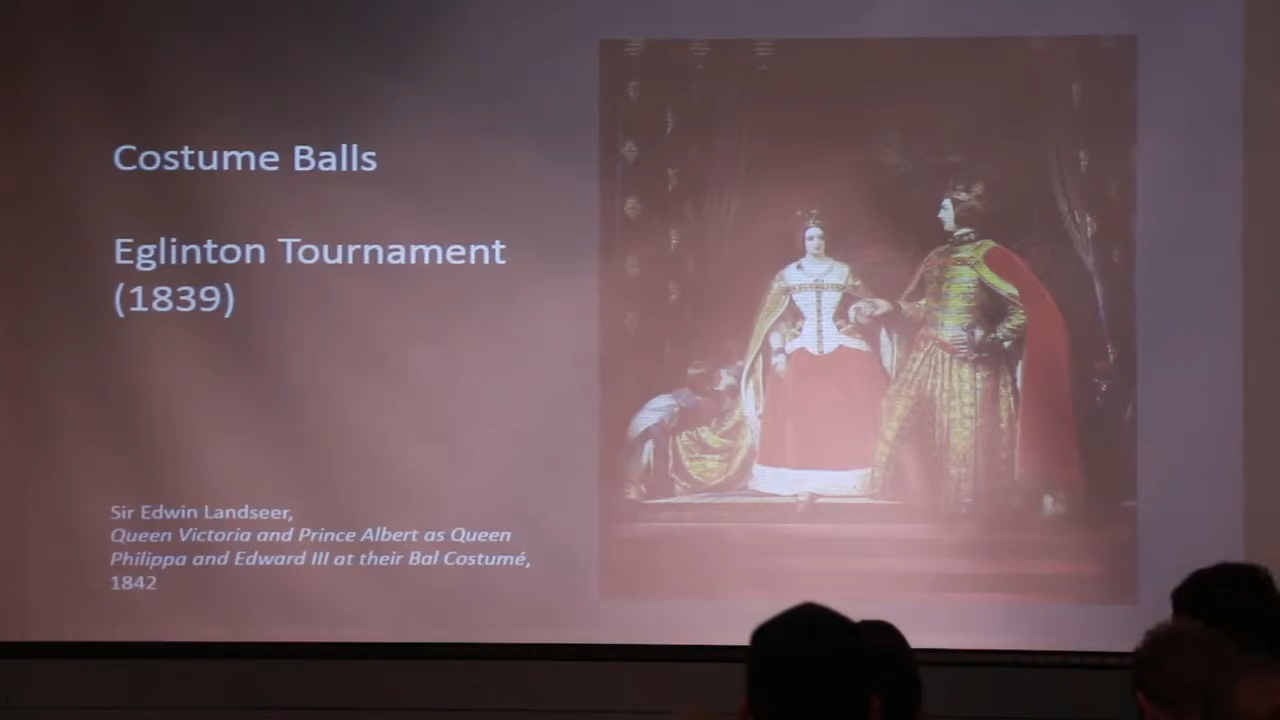 Costume Balls
Eglinton Tournament
(1839)
Sir Edwin Landseer,
Queen Victoria and Prince Albert as Queen
Philippa and Edward III at their Bal Costumé,
1842